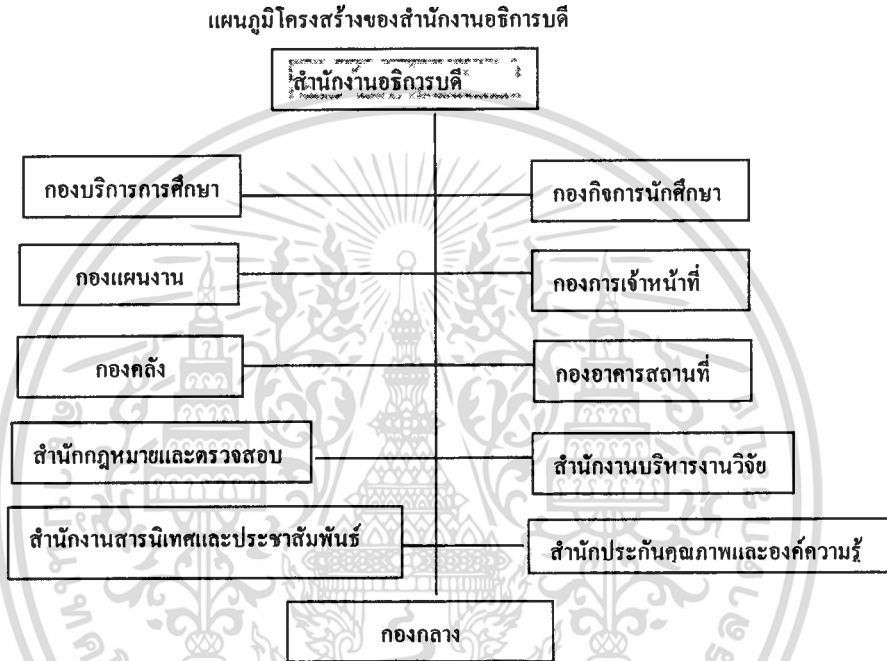 แผนภูมิโครงสร้างของสำนักงานอธิการบดี
สำนักงานอธิการบดี
กองบริการการศึกษา
กองกิจการนักศึกษา
กองแผนงาน
กองการเจ้าหน้าที่
กองคลัง
กองอาคารสถานที่
สำนักกฎหมายและตรวจสอบ
สำนักงานบริหารงานวิจัย
สำนักงานสารนิเทศและประชาสัมพันธ์
สำนักประกันคุณภาพและองค์ความรู้
กองกลาง